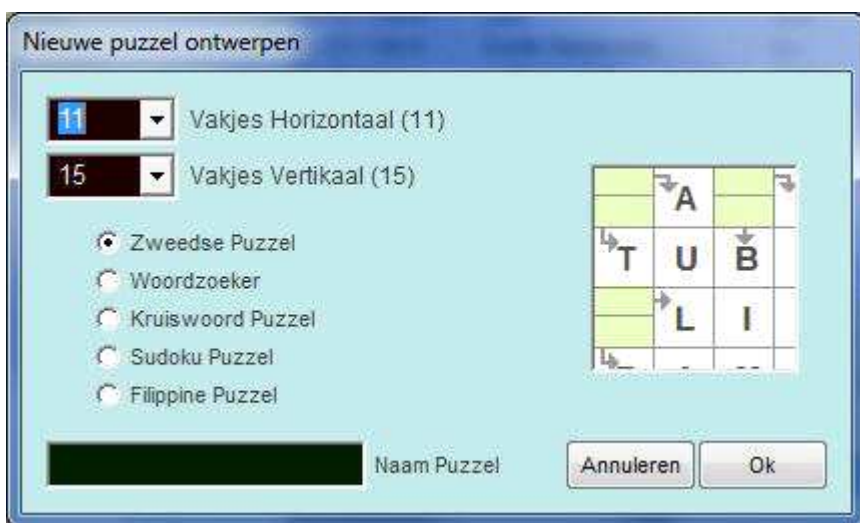 Nieuwe puzzel ontwerpen
11 Vakjes Horizontaal (11)
15 Vakjes Vertikaal (15)
Zweedse Puzzel
Woordzoeker
Kruiswoord Puzzel
Sudoku Puzzel
Filippine Puzzel
A
T U B
L I
Naam Puzzel Annuleren Ok